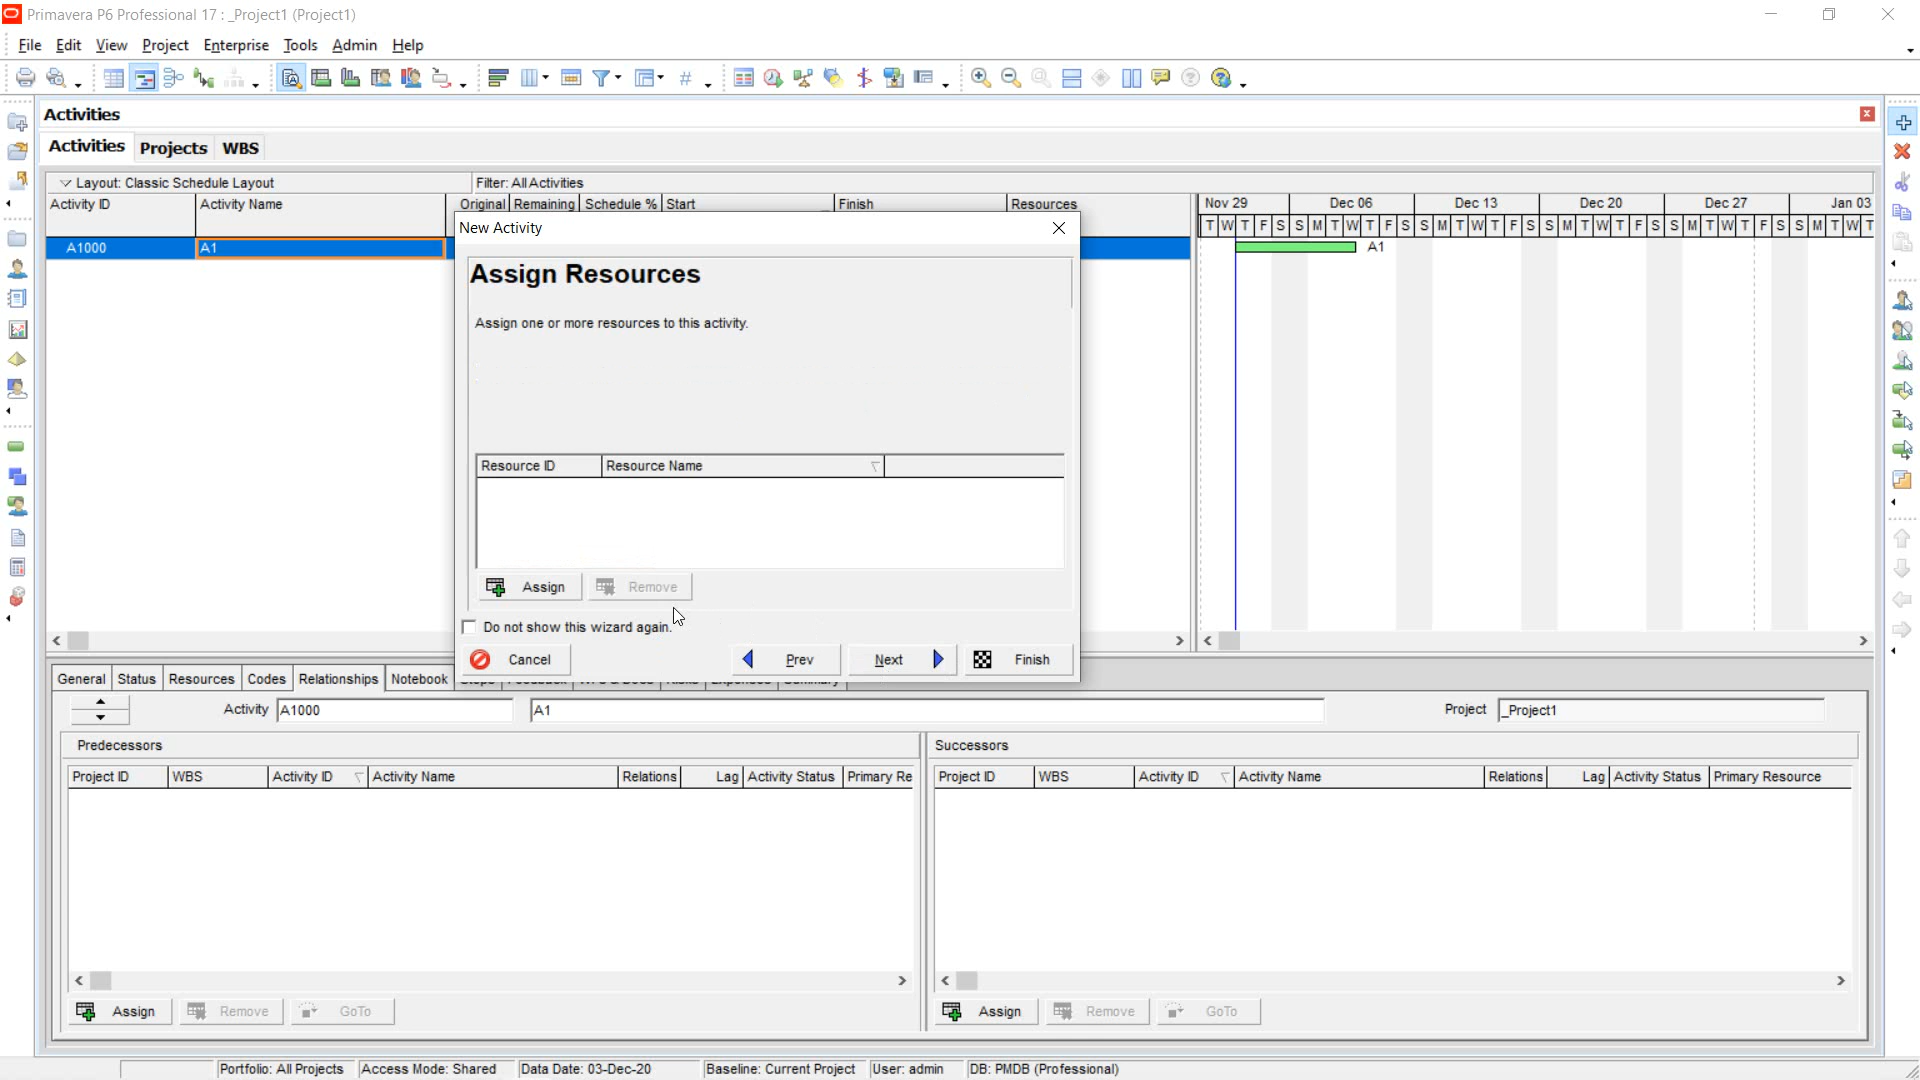 Primavera P6 Professional 17 : _Project1 (Project1)
File Edit View Project Enterprise Tools Admin Help
Activities
Activities Projects WBS
Layout: Classic Schedule Layout Filter: All Activities
Activity ID Activity Name Original Remaining Schedule % Start Finish Resources
Nov 29 Dec 06 Dec 13 Dec 20 Dec 27 Jan 03
T W T F S S M T W T F S S M T W T F S S M T W T F S S M T W T F S S M T W T
A1000 A1 A1
New Activity
Assign Resources
Assign one or more resources to this activity.
Resource ID Resource Name
Assign Remove
Do not show this wizard again.
Cancel Prev Next Finish
General Status Resources Codes Relationships Notebook
Activity A1000 A1 Project _Project1
Predecessors Successors
Project ID WBS Activity ID Activity Name Relations Lag Activity Status Primary Re
Project ID WBS Activity ID Activity Name Relations Lag Activity Status Primary Resource
Assign Remove GoTo Assign Remove GoTo
Portfolio: All Projects Access Mode: Shared Data Date: 03-Dec-20 Baseline: Current Project User: admin DB: PMDB (Professional)